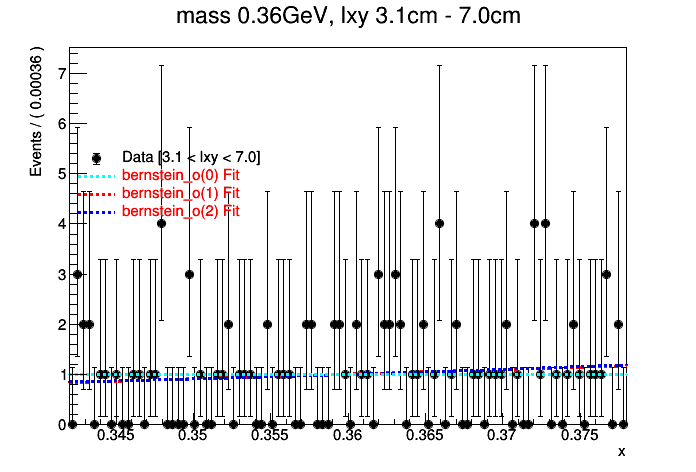 mass 0.36GeV, lxy 3.1cm - 7.0cm
Events / ( 0.00036 )
7
6
5
4
3
2
1
0
Data [3.1 < lxy < 7.0]
bernstein_o(0) Fit
bernstein_o(1) Fit
bernstein_o(2) Fit
0.345 0.35 0.355 0.36 0.365 0.37 0.375
x